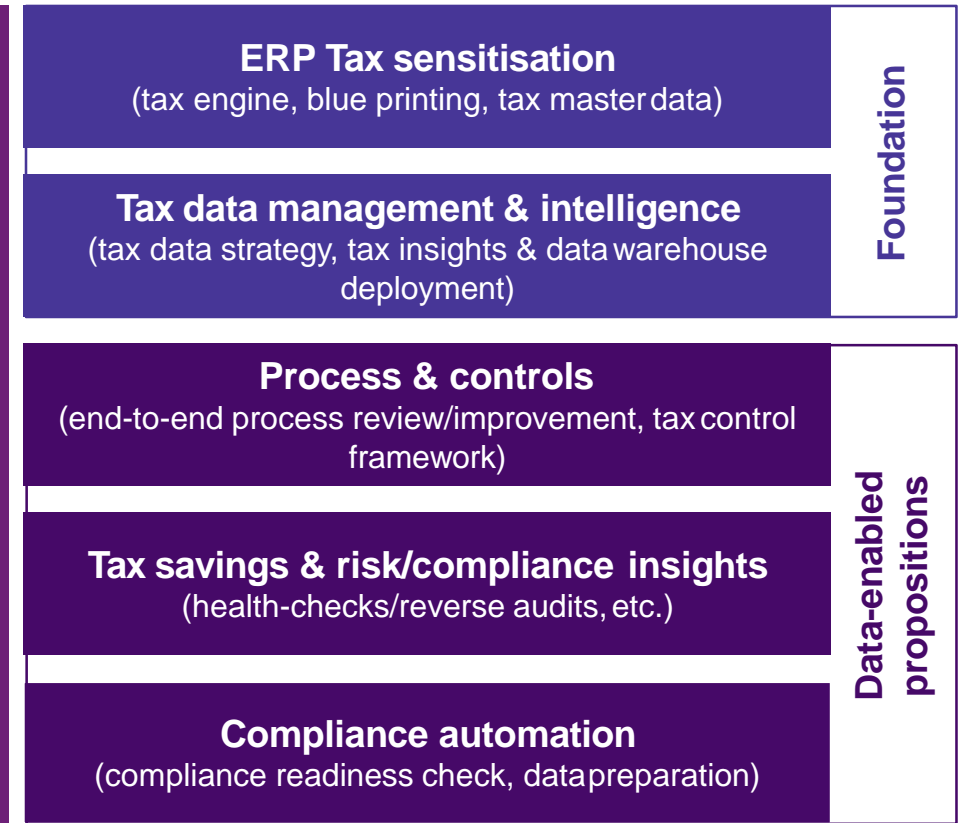 ERP Tax sensitisation
(tax engine, blue printing, tax master data)
Foundation
Tax data management & intelligence
(tax data strategy, tax insights & data warehouse
deployment)
Process & controls
(end-to-end process review/improvement, tax control
framework)
Data-enabled
propositions
Tax savings & risk/compliance insights
(health-checks/reverse audits, etc.)
Compliance automation
(compliance readiness check, datapreparation)